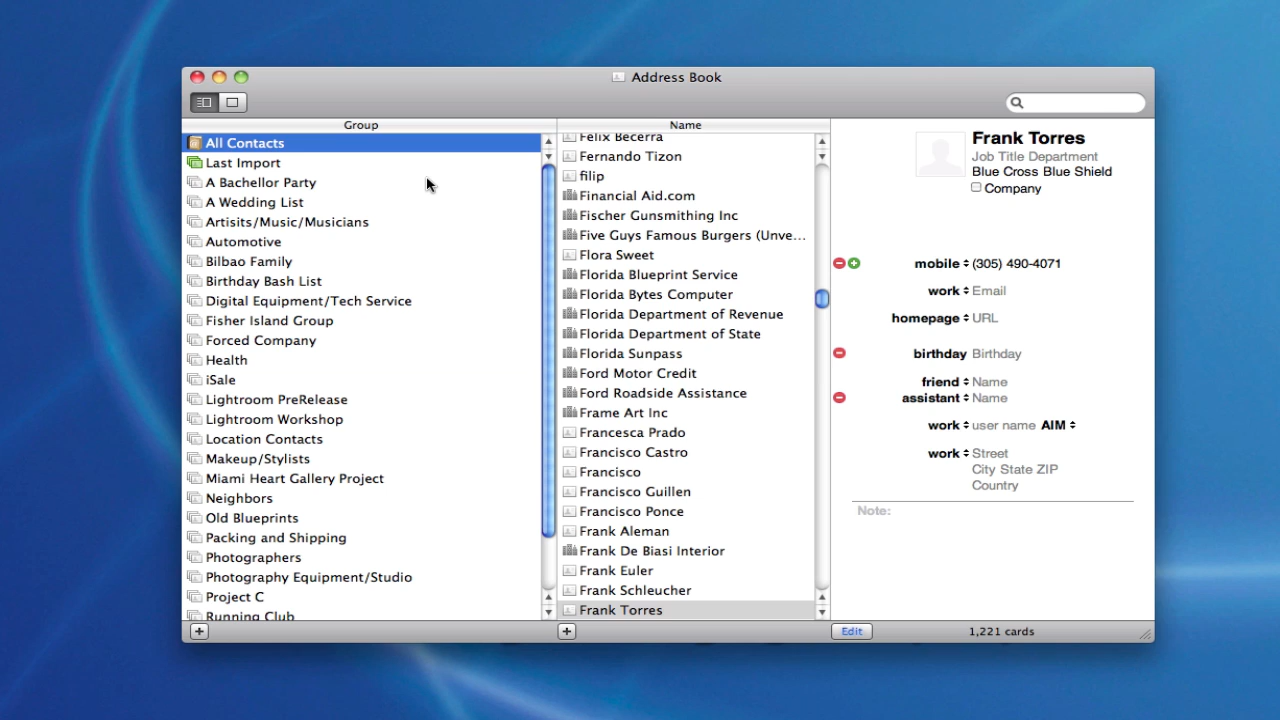 Address Book
Group
All Contacts
Last Import
A Bachellor Party
A Wedding List
Artisits/Music/Musicians
Automotive
Bilbao Family
Birthday Bash List
Digital Equipment/Tech Service
Fisher Island Group
Forced Company
Health
iSale
Lightroom PreRelease
Lightroom Workshop
Location Contacts
Makeup/Stylists
Miami Heart Gallery Project
Neighbors
Old Blueprints
Packing and Shipping
Photographers
Photography Equipment/Studio
Project C
Running Club
Name
Felix Becerra
Fernando Tizon
filip
Financial Aid.com
Fischer Gunsmithing Inc
Five Guys Famous Burgers (Unve...
Flora Sweet
Florida Blueprint Service
Florida Bytes Computer
Florida Department of Revenue
Florida Department of State
Florida Sunpass
Ford Motor Credit
Ford Roadside Assistance
Frame Art Inc
Francesca Prado
Francisco Castro
Francisco
Francisco Guillen
Francisco Ponce
Frank Aleman
Frank De Biasi Interior
Frank Euler
Frank Schleucher
Frank Torres
Frank Torres
Job Title Department
Blue Cross Blue Shield
Company
mobile (305) 490-4071
work Email
homepage URL
birthday Birthday
friend Name
assistant Name
work user name AIM
work Street
City State ZIP
Country
Note:
Edit
1,221 cards